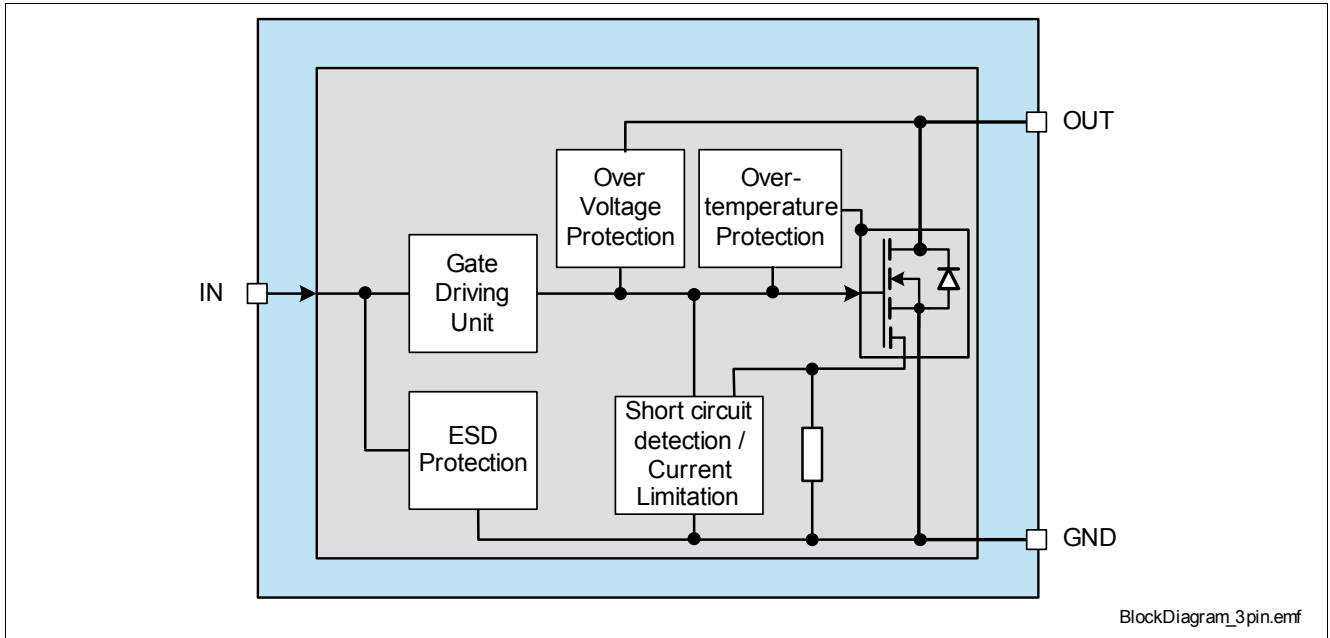 OUT
Over
Voltage
Protection
Over-
temperature
Protection
IN
Gate
Driving
Unit
ESD
Protection
Short circuit
detection /
Current
Limitation
GND
BlockDiagram_3pin.emf